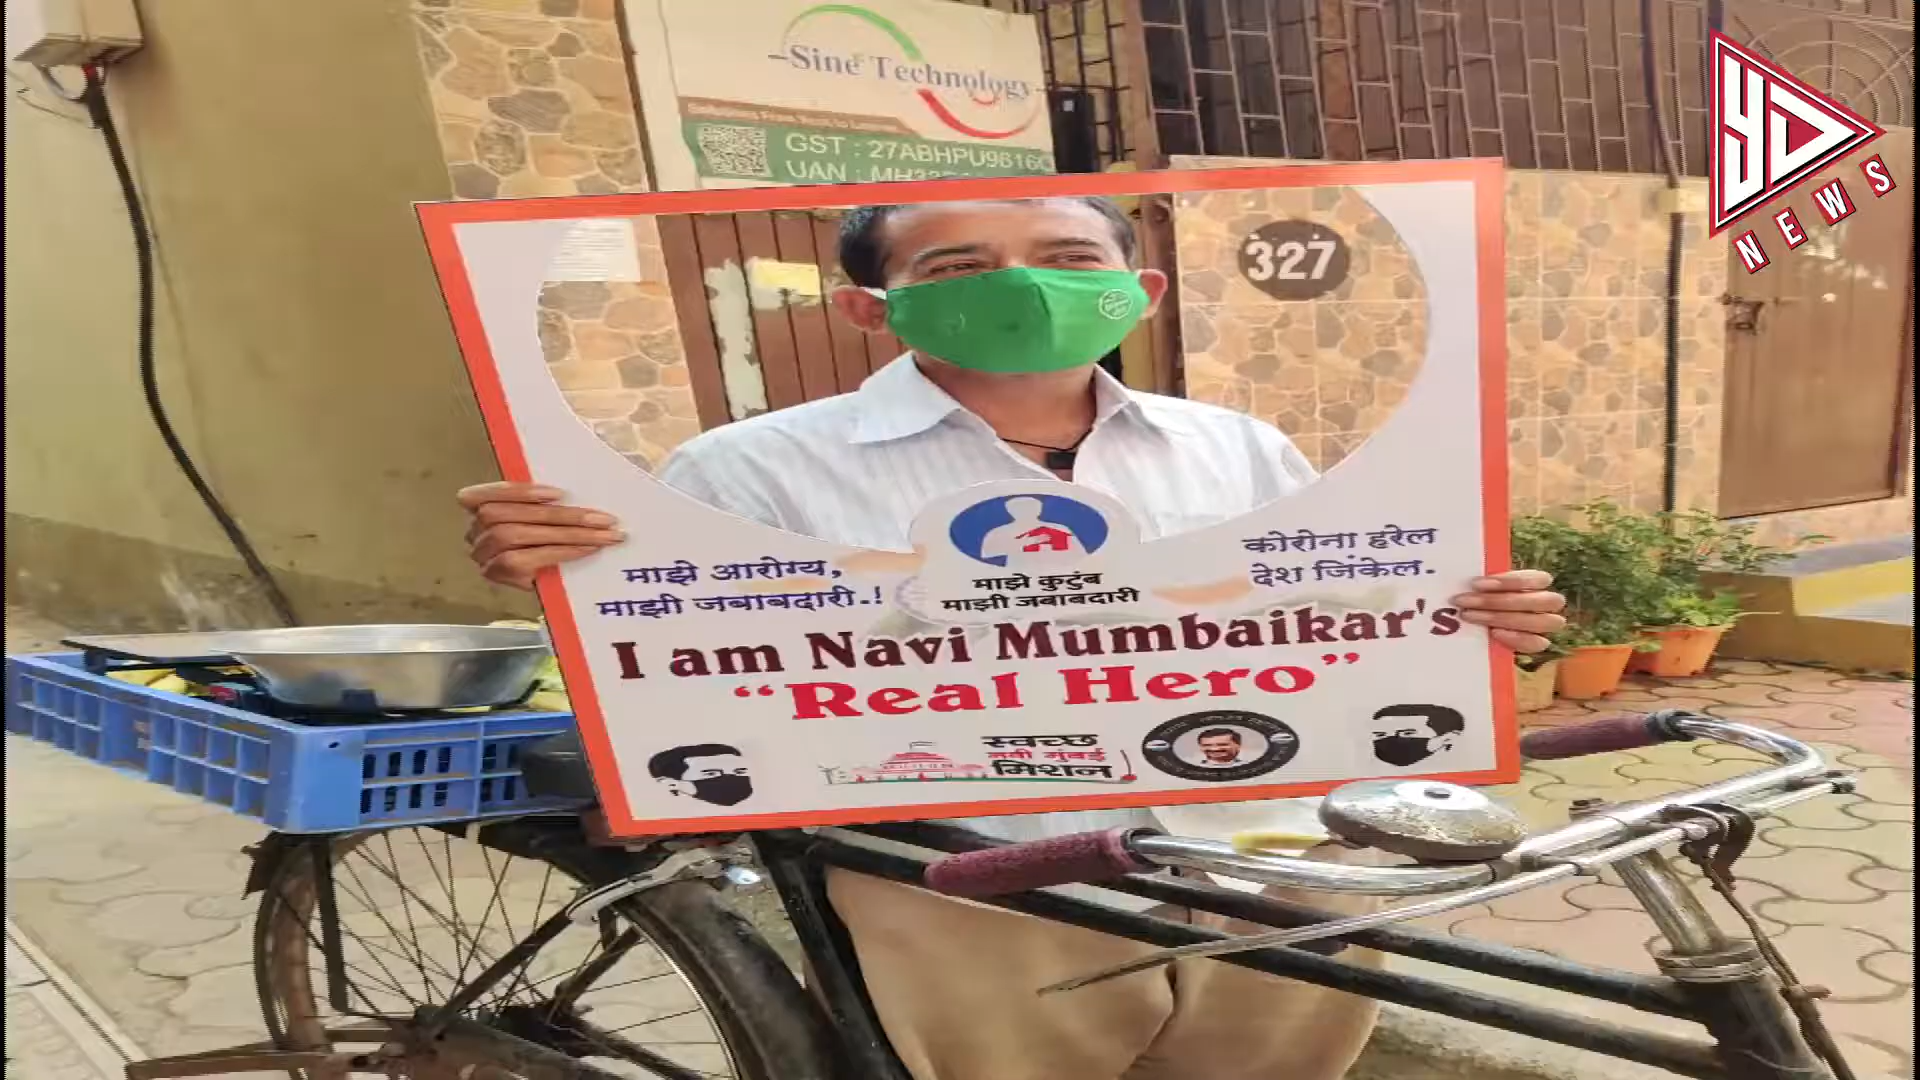 Sine Technology
GST : 27ABHPU9816
UAN : MH
YD
NEWS
327
माझे आरोग्य,
माझी जबाबदारी.!
माझे कुटुंब
माझी जबाबदारी
कोरोना हरेल
देश जिंकेल.
I am Navi Mumbaikar's
“Real Hero”
स्वच्छ
नवी मुंबई
मिशन